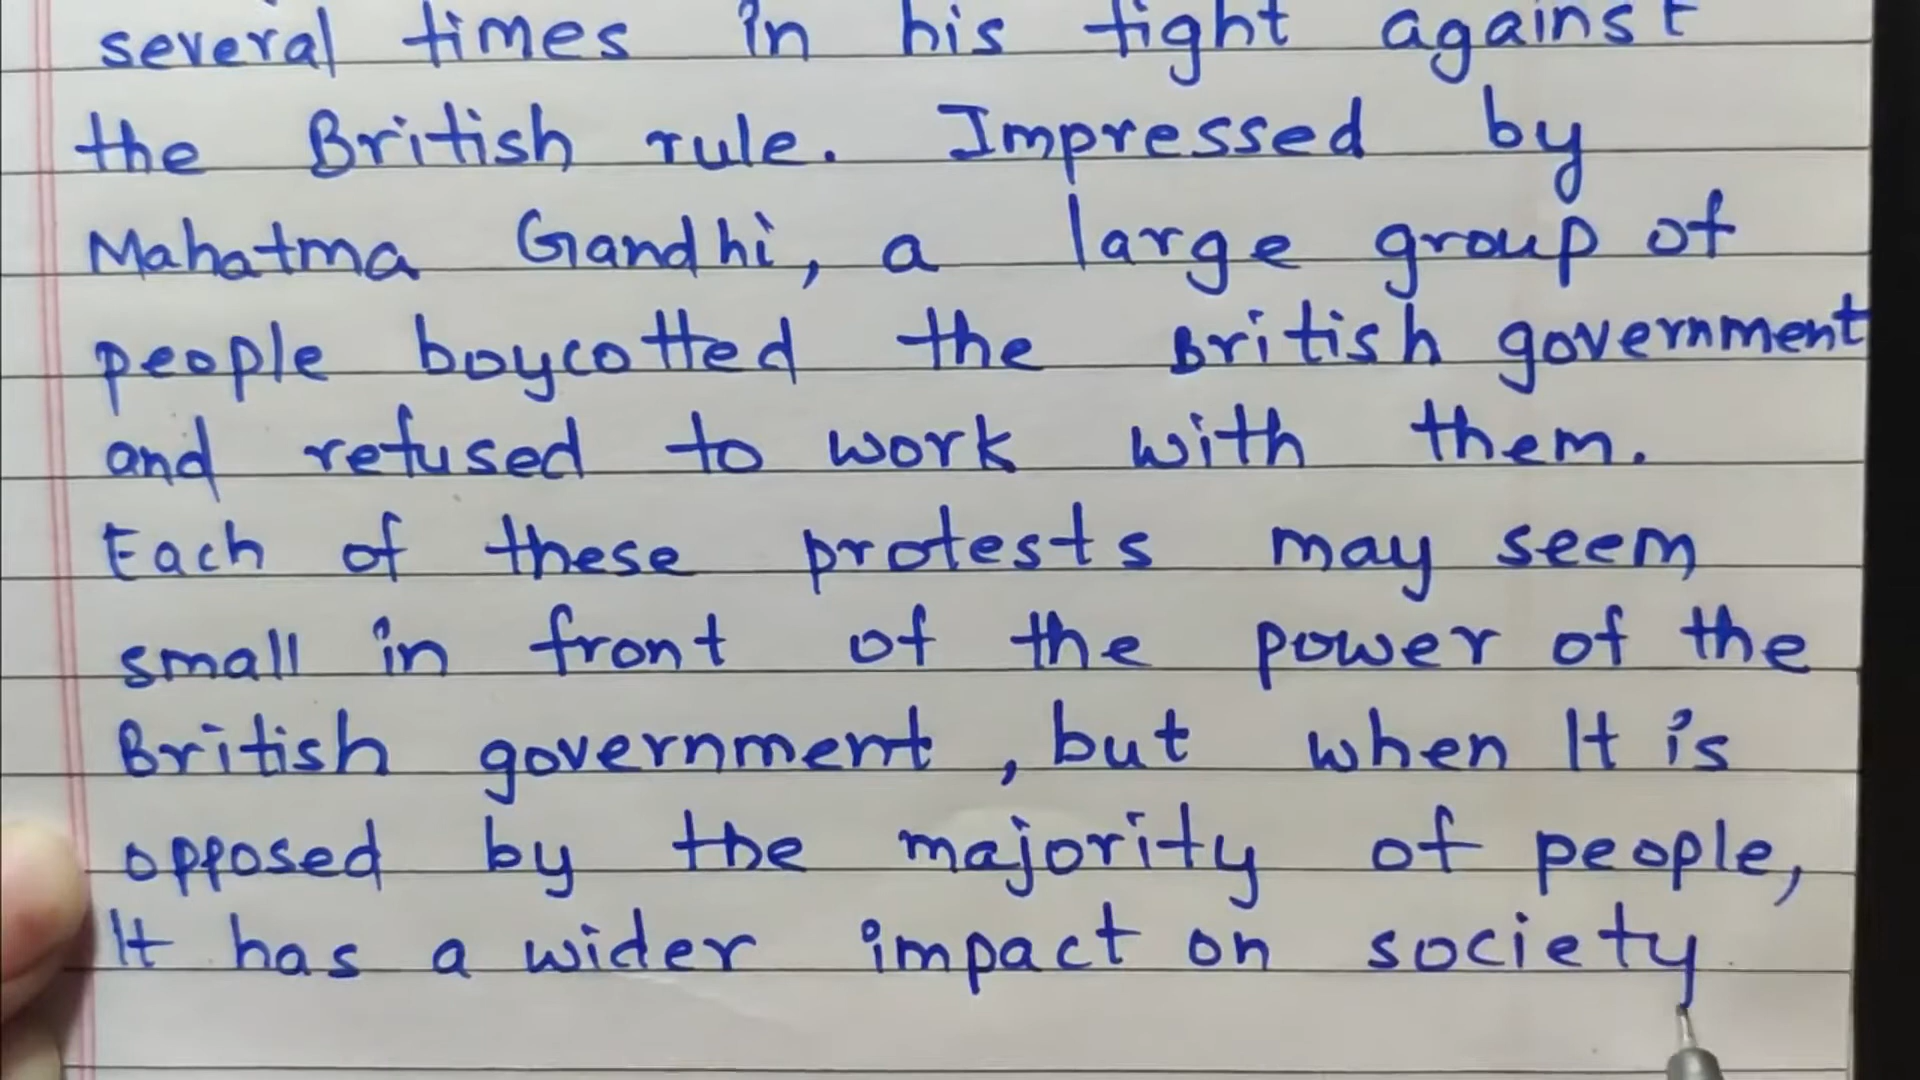 several times in his fight against
the British rule. Impressed by
Mahatma Gandhi, a large group of
people boycotted the British government
and refused to work with them.
Each of these protests may seem
small in front of the power of the
British government, but when It is
opposed by the majority of people,
It has a wider impact on society